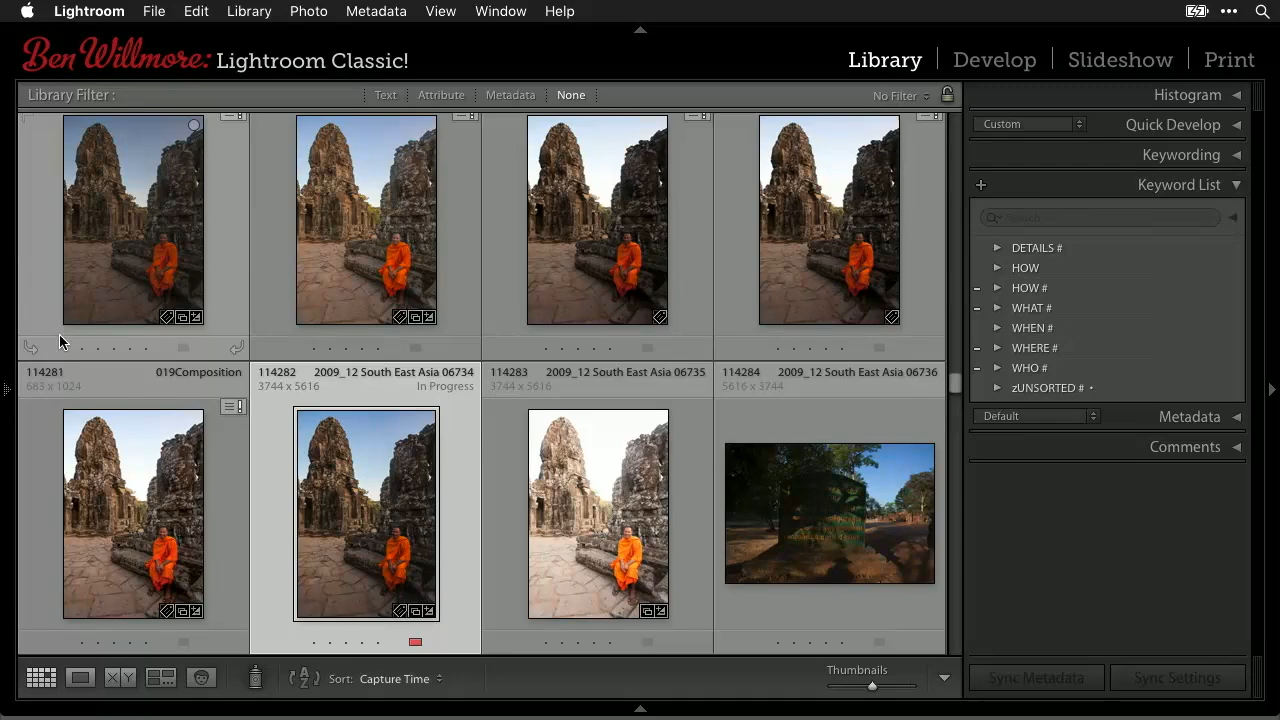 Lightroom File Edit Library Photo Metadata View Window Help
Ben Willmore: Lightroom Classic!
Library Develop Slideshow Print
Library Filter : Text Attribute Metadata None No Filter
Histogram
Custom Quick Develop
Keywording
Keyword List
Search
DETAILS #
HOW
HOW #
WHAT #
WHEN #
WHERE #
WHO #
zUNSORTED #
Default Metadata
Comments
114281 019Composition
683 x 1024
114282 2009_12 South East Asia 06734
3744 x 5616 In Progress
114283 2009_12 South East Asia 06735
3744 x 5616
114284 2009_12 South East Asia 06736
5616 x 3744
X Y
A Z
Sort: Capture Time
Thumbnails
Sync Metadata Sync Settings